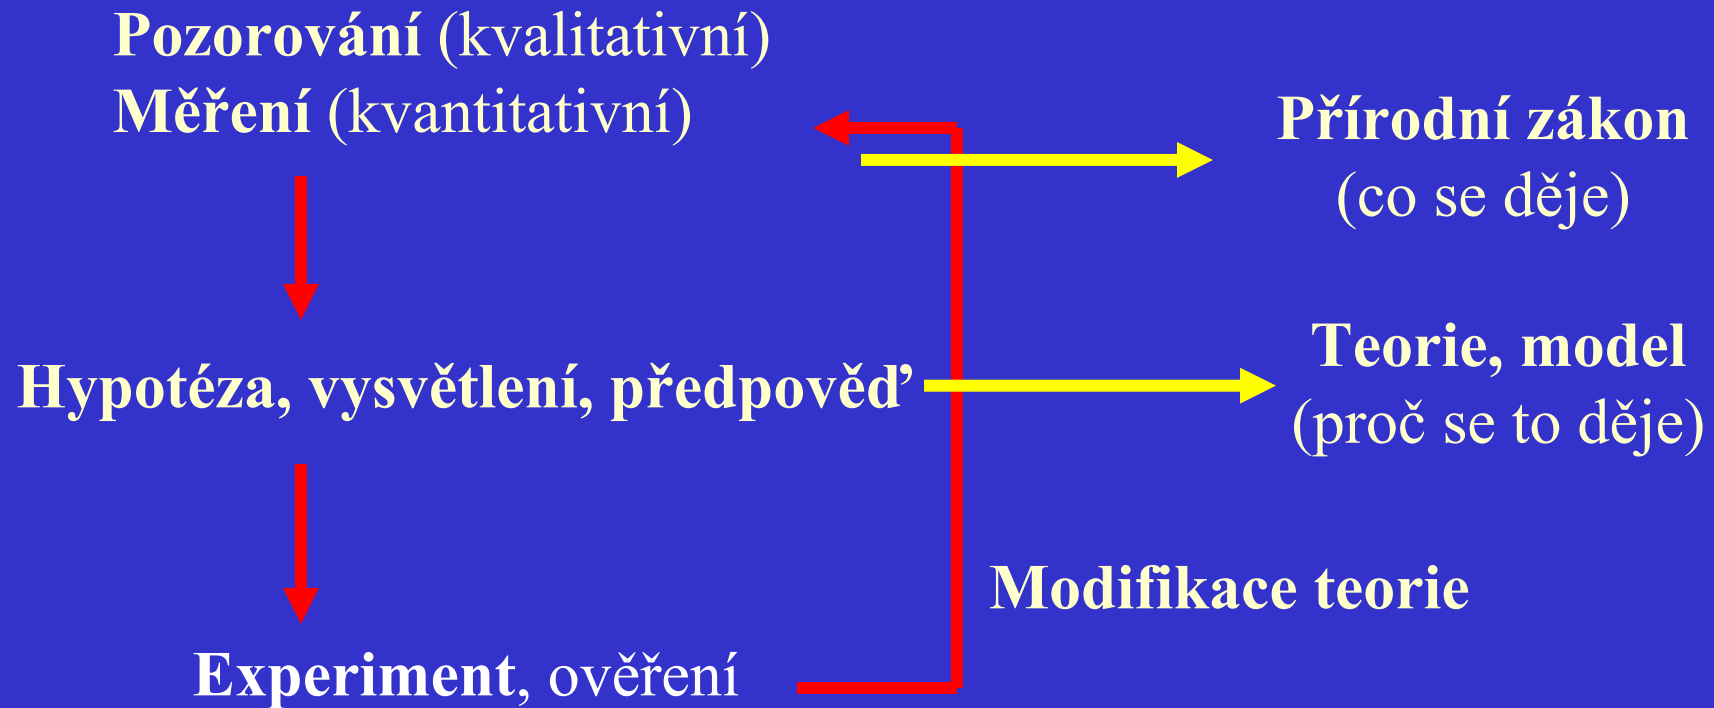 Pozorování (kvalitativní)
Měření (kvantitativní)
Přírodní zákon
(co se děje)
Hypotéza, vysvětlení, předpověď
Teorie, model
(proč se to děje)
Modifikace teorie
Experiment, ověření